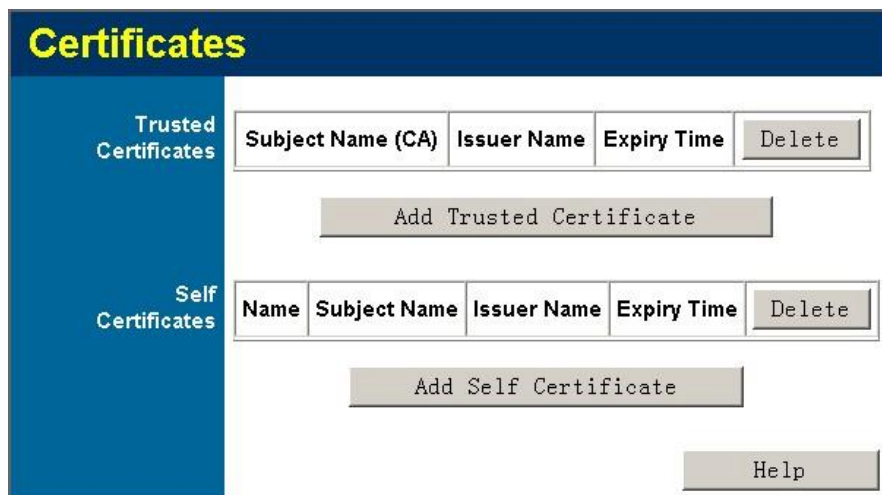 Certificates
Trusted
Certificates
Subject Name (CA) Issuer Name Expiry Time Delete
Add Trusted Certificate
Self
Certificates
Name Subject Name Issuer Name Expiry Time Delete
Add Self Certificate
Help